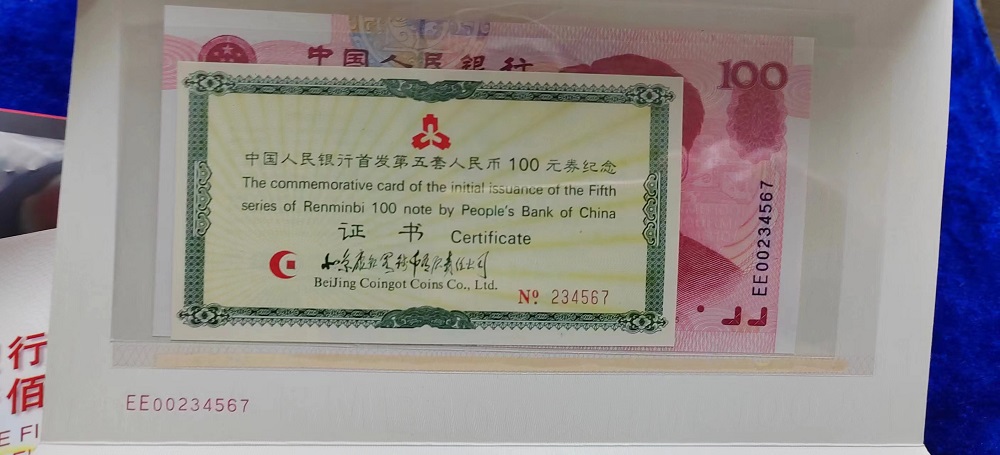 中国人民银行
100
中国人民银行首发第五套人民币100元券纪念
The commemorative card of the initial issuance of the Fifth
series of Renminbi 100 note by People's Bank of China
证 书 Certificate
BeiJing Coingot Coins Co., Ltd.
Nº 234567
EE00234567
EE00234567
行
佰
E FI